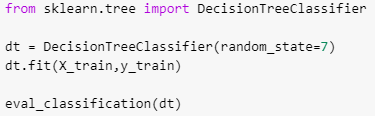 from sklearn.tree import DecisionTreeClassifier
dt = DecisionTreeClassifier(random_state=7)
dt.fit(X_train,y_train)
eval_classification(dt)